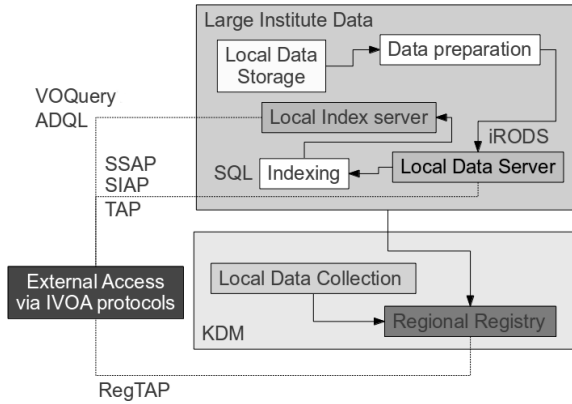 Large Institute Data
Local Data
Storage
Data preparation
VOQuery
ADQL
Local Index server
iRODS
SSAP
SIAP
TAP
SQL
Indexing
Local Data Server
External Access
via IVOA protocols
Local Data Collection
Regional Registry
KDM
RegTAP